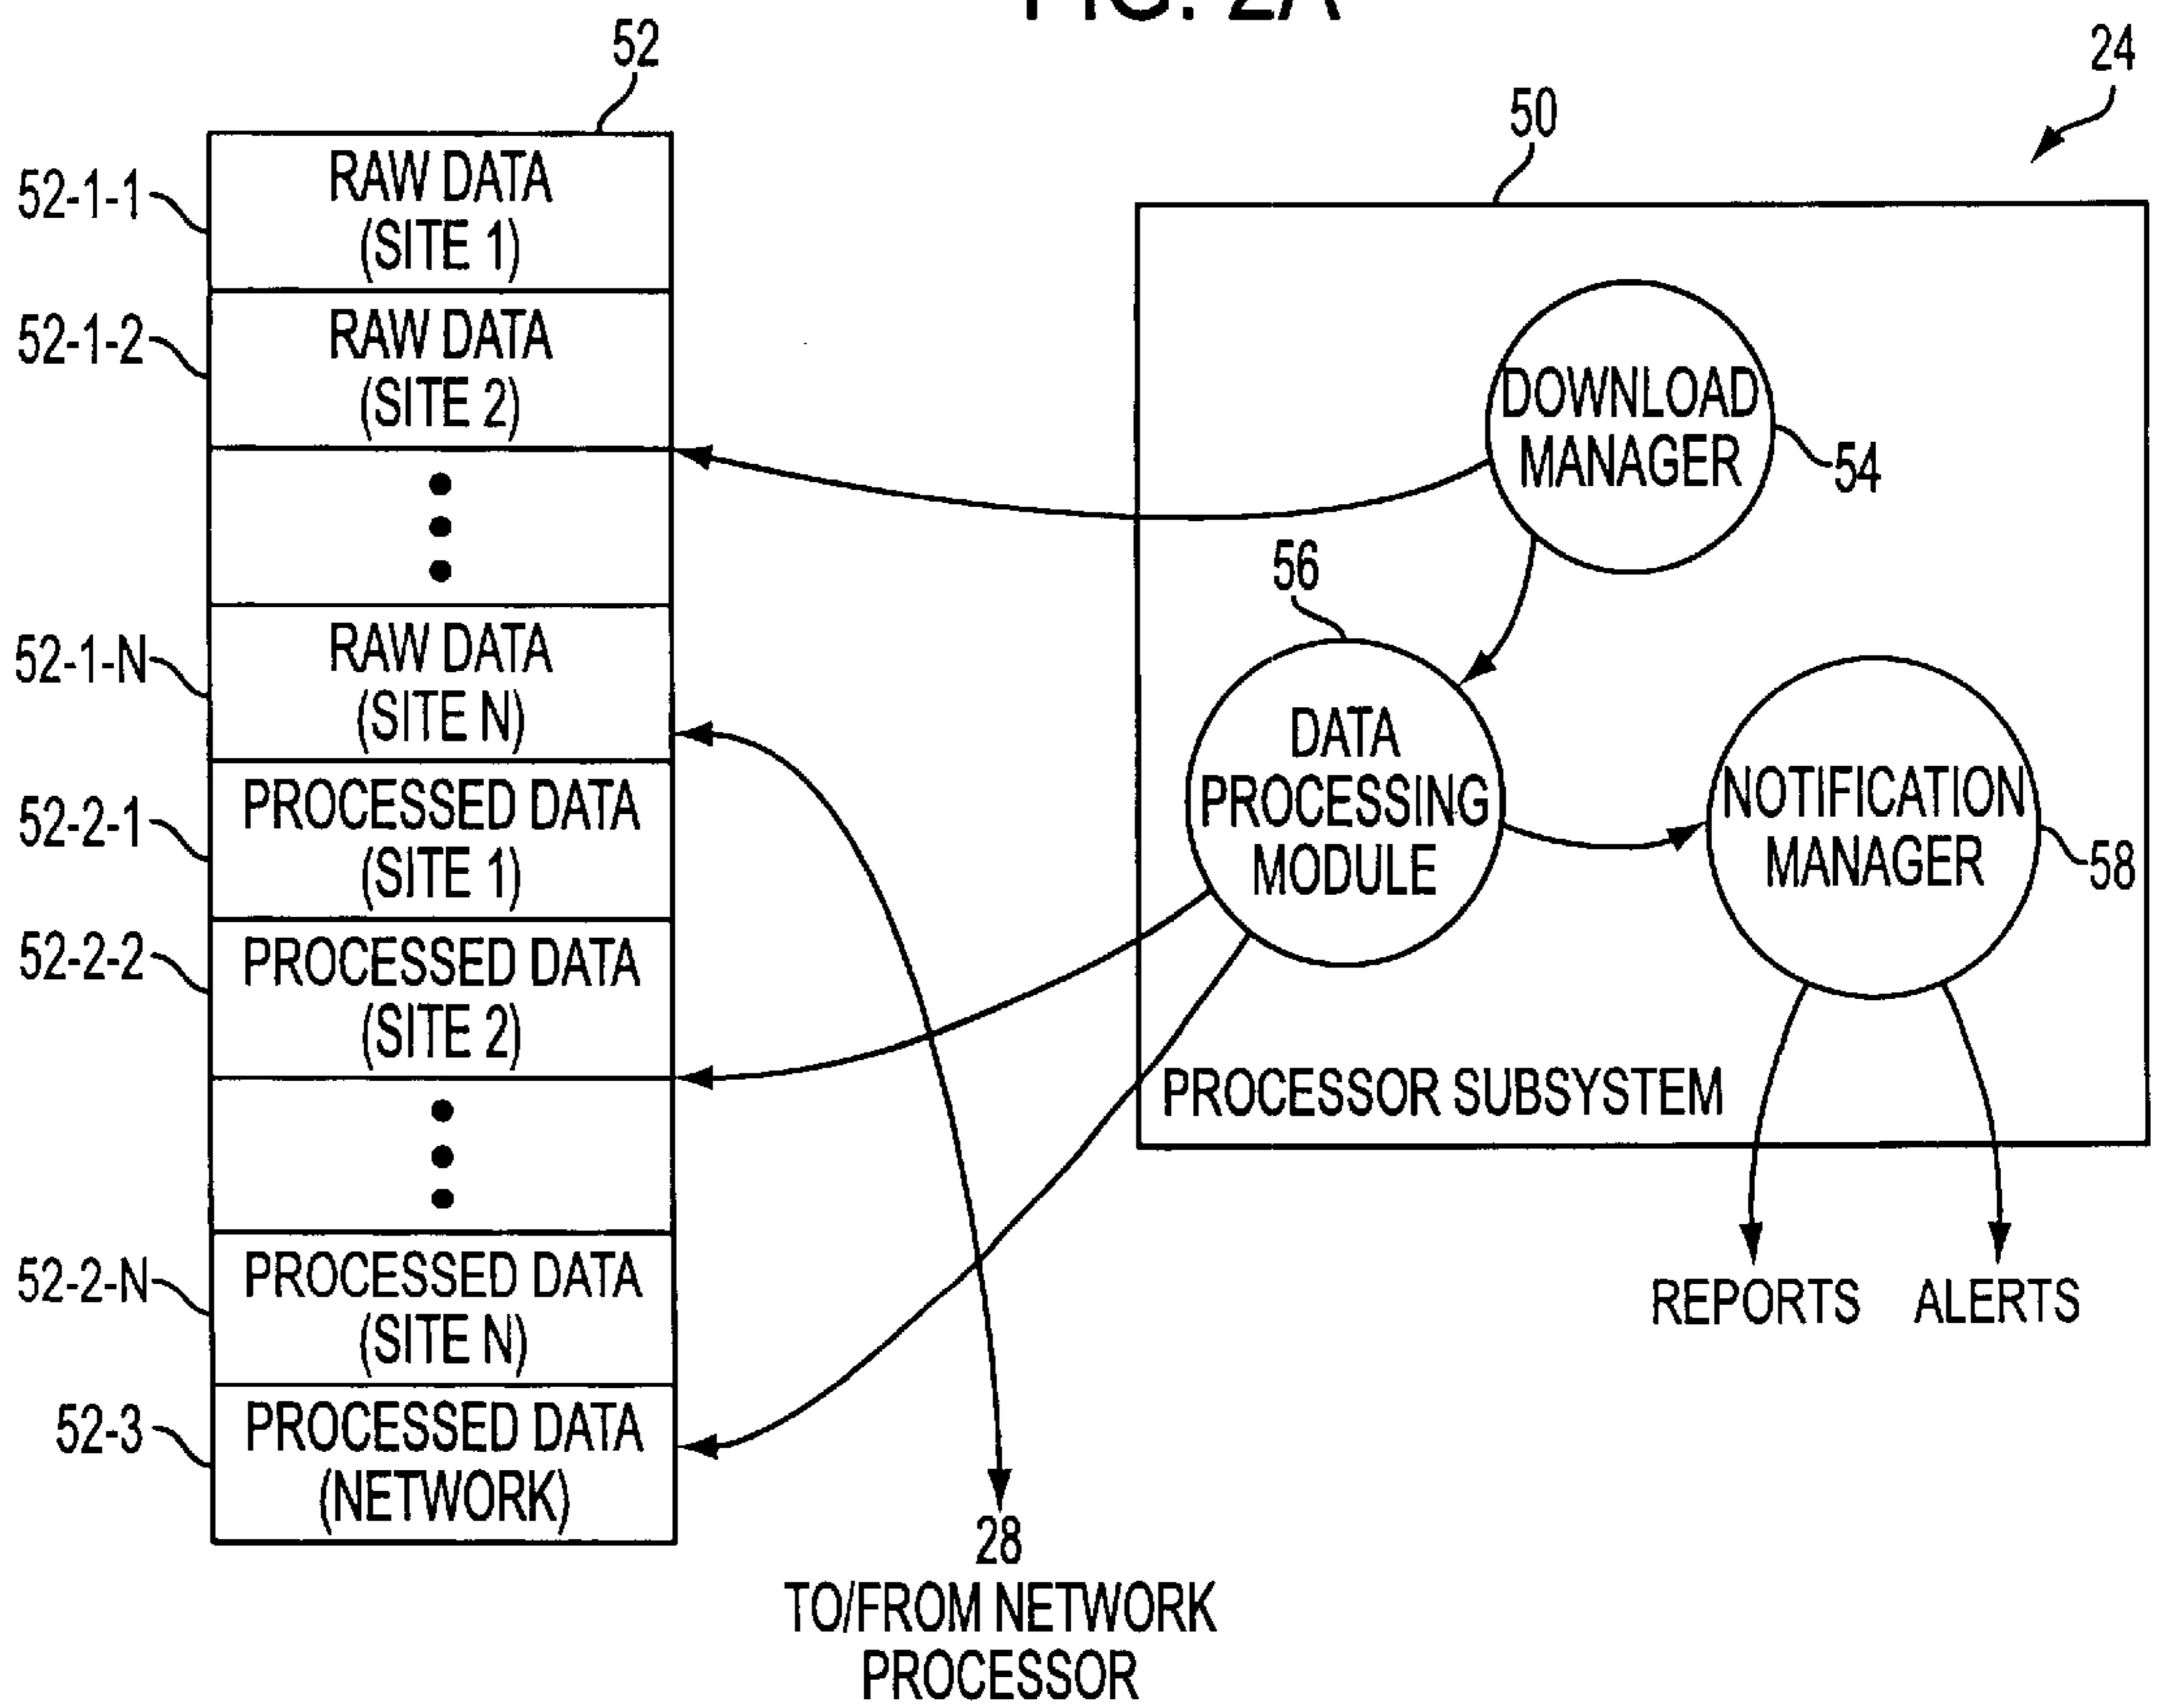 FIG. 2A
52
24
50
52-1-1
RAW DATA
(SITE 1)
52-1-2
RAW DATA
(SITE 2)
DOWNLOAD
MANAGER
54
56
52-1-N
RAW DATA
(SITE N)
DATA
PROCESSING
MODULE
NOTIFICATION
MANAGER
58
52-2-1
PROCESSED DATA
(SITE 1)
52-2-2
PROCESSED DATA
(SITE 2)
PROCESSOR SUBSYSTEM
52-2-N
PROCESSED DATA
(SITE N)
REPORTS
ALERTS
52-3
PROCESSED DATA
(NETWORK)
28
TO/FROM NETWORK
PROCESSOR